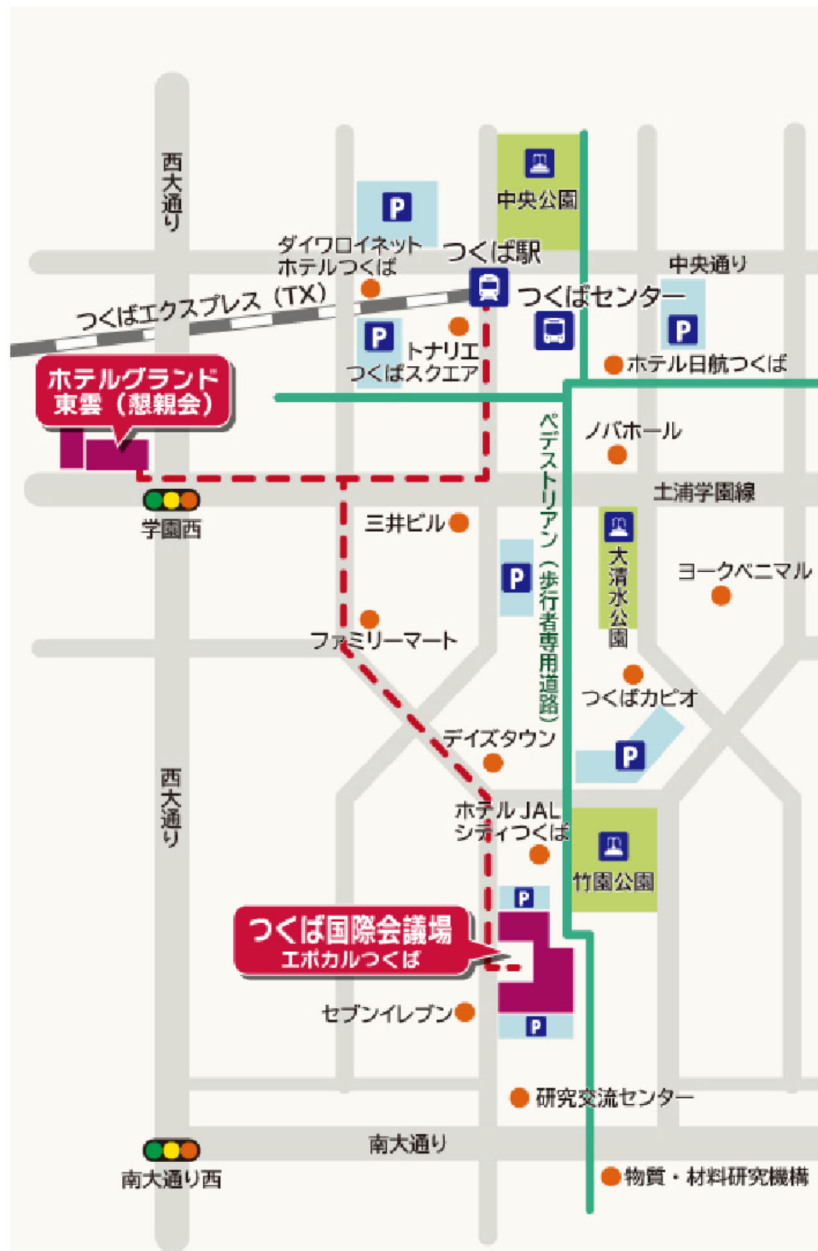 西大通り
P
中央公園
ダイワロイネット
ホテルつくば
つくば駅
中央通り
つくばエクスプレス（TX）
つくばセンター
P
P
トナリエ
つくばスクエア
ホテル日航つくば
ホテルグランド
東雲（懇親会）
ペデストリアン（歩行者専用道路）
ノバホール
土浦学園線
学園西
三井ビル
P
大清水公園
ヨークベニマル
ファミリーマート
つくばカピオ
デイズタウン
P
西大通り
ホテル JAL
シティつくば
竹園公園
P
つくば国際会議場
エポカルつくば
セブンイレブン
P
研究交流センター
南大通り
南大通り西
物質・材料研究機構